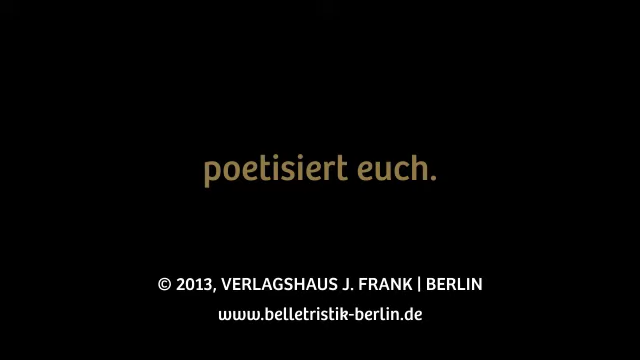 poetisiert euch.
© 2013, VERLAGSHAUS J. FRANK | BERLIN
www.belletristik-berlin.de